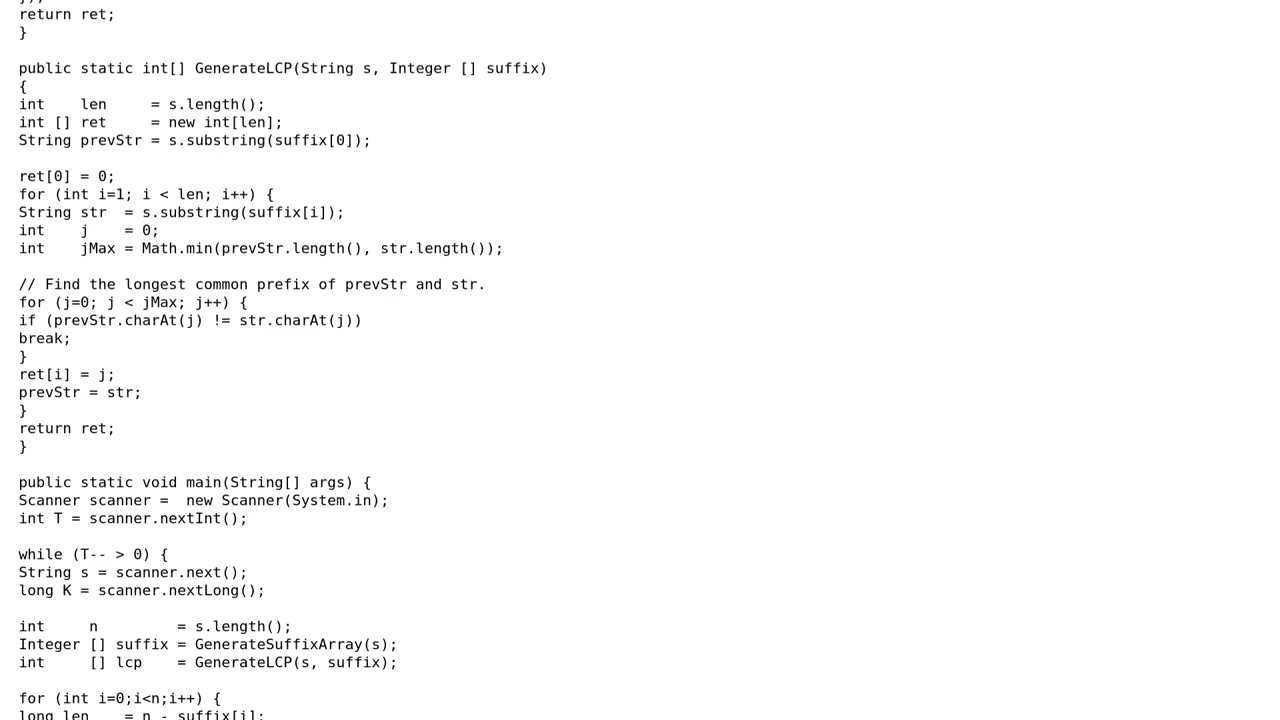 });
return ret;
}

public static int[] GenerateLCP(String s, Integer [] suffix)
{
int    len     = s.length();
int [] ret     = new int[len];
String prevStr = s.substring(suffix[0]);

ret[0] = 0;
for (int i=1; i < len; i++) {
String str  = s.substring(suffix[i]);
int    j    = 0;
int    jMax = Math.min(prevStr.length(), str.length());

// Find the longest common prefix of prevStr and str.
for (j=0; j < jMax; j++) {
if (prevStr.charAt(j) != str.charAt(j))
break;
}
ret[i] = j;
prevStr = str;
}
return ret;
}

public static void main(String[] args) {
Scanner scanner =  new Scanner(System.in);
int T = scanner.nextInt();

while (T-- > 0) {
String s = scanner.next();
long K = scanner.nextLong();

int     n         = s.length();
Integer [] suffix = GenerateSuffixArray(s);
int     [] lcp    = GenerateLCP(s, suffix);

for (int i=0;i<n;i++) {
long len    = n - suffix[i];